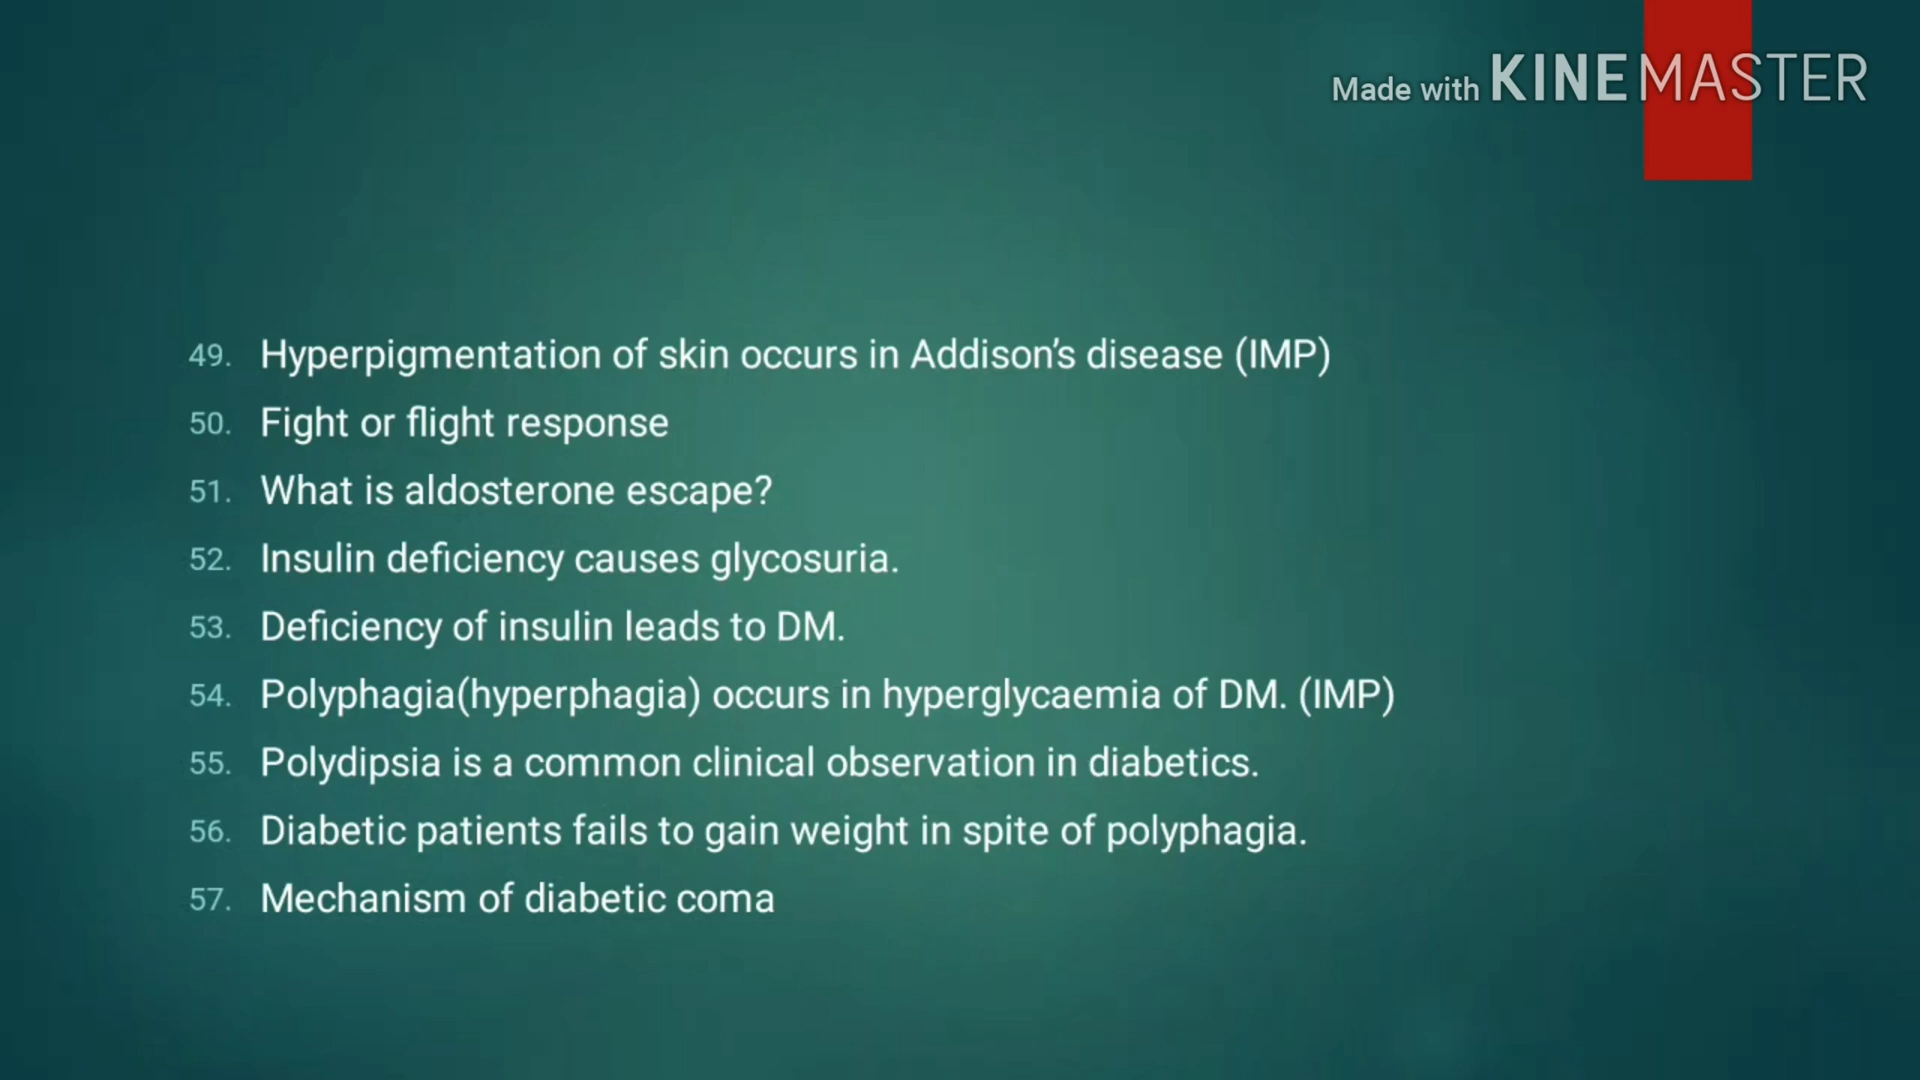 Made with KINEMASTER
49. Hyperpigmentation of skin occurs in Addison's disease (IMP)
50. Fight or flight response
51. What is aldosterone escape?
52. Insulin deficiency causes glycosuria.
53. Deficiency of insulin leads to DM.
54. Polyphagia(hyperphagia) occurs in hyperglycaemia of DM. (IMP)
55. Polydipsia is a common clinical observation in diabetics.
56. Diabetic patients fails to gain weight in spite of polyphagia.
57. Mechanism of diabetic coma